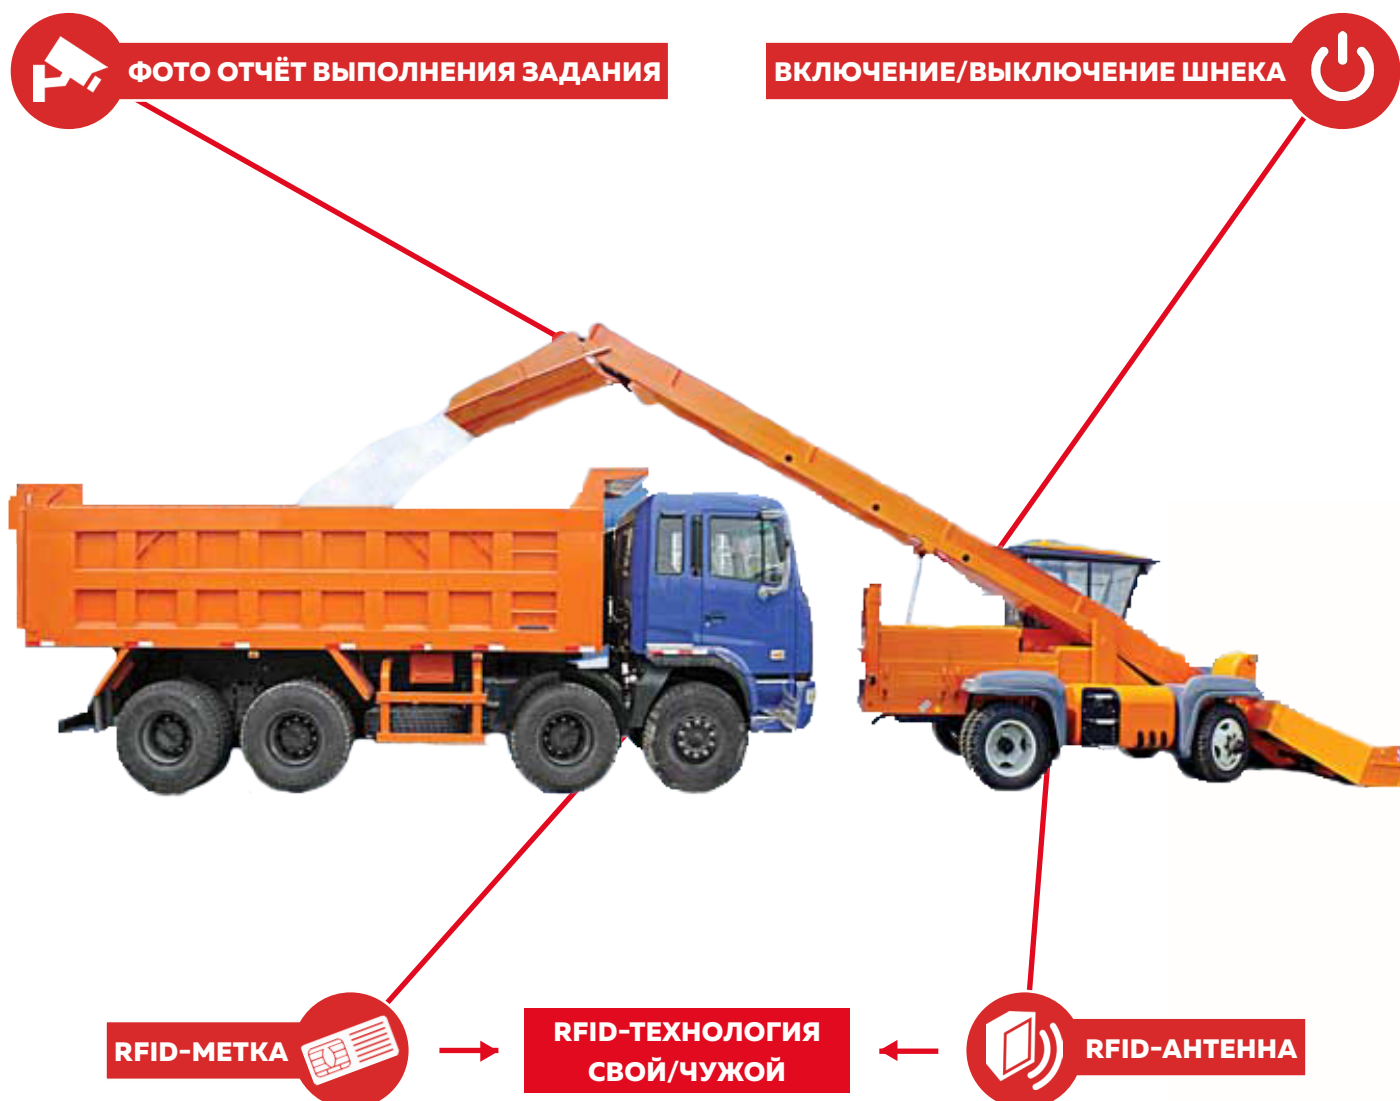 ФОТО ОТЧЁТ ВЫПОЛНЕНИЯ ЗАДАНИЯ
ВКЛЮЧЕНИЕ/ВЫКЛЮЧЕНИЕ ШНЕКА
RFID-МЕТКА
RFID-ТЕХНОЛОГИЯ
СВОЙ/ЧУЖОЙ
RFID-АНТЕННА